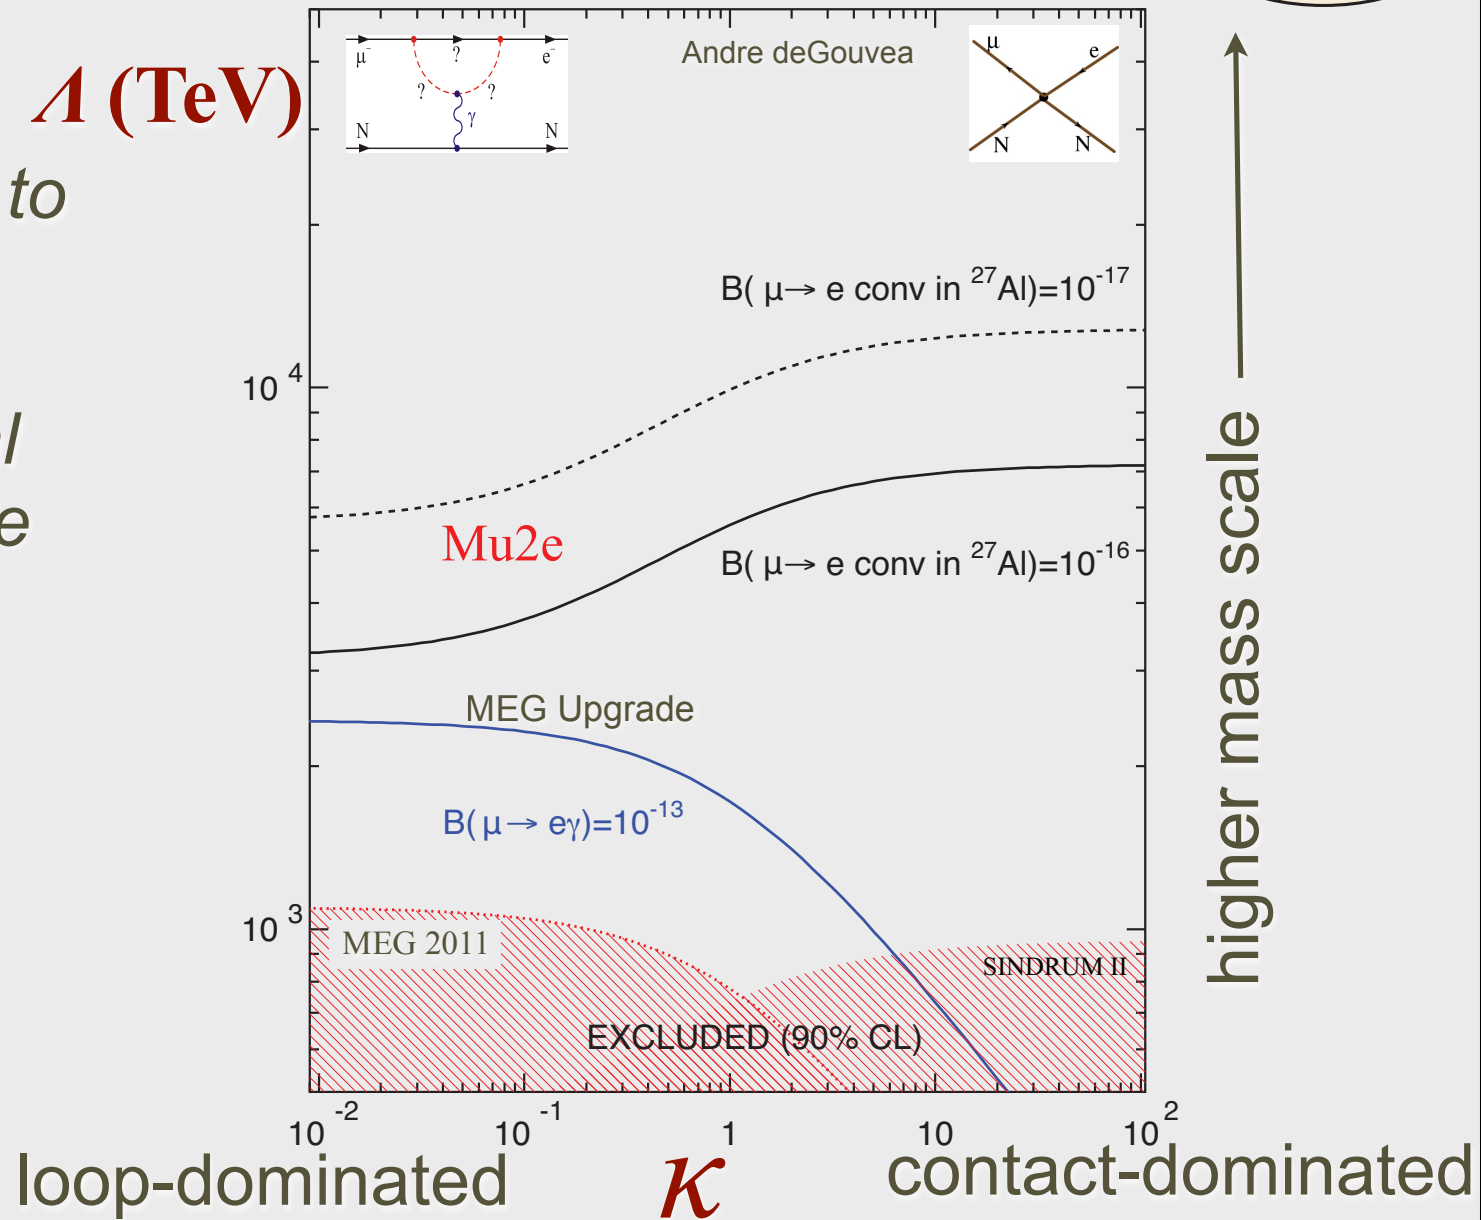 Λ (TeV)
to
l
e
μ⁻ ? e⁻
? ?
γ
N N
Andre deGouvea
μ e
N N
B( μ→ e conv in ²⁷Al)=10⁻¹⁷
10⁴
Mu2e
B( μ→ e conv in ²⁷Al)=10⁻¹⁶
MEG Upgrade
B( μ→ eγ)=10⁻¹³
10³
MEG 2011
SINDRUM II
EXCLUDED (90% CL)
10⁻² 10⁻¹ 1 10 10²
loop-dominated κ contact-dominated
higher mass scale